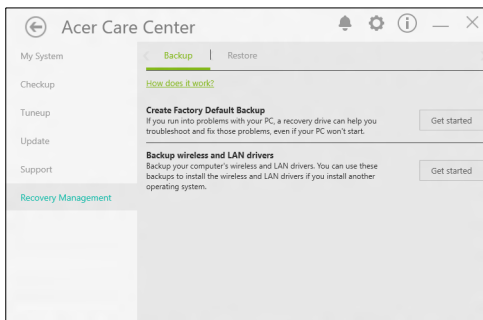 Acer Care Center
My System
Checkup
Tuneup
Update
Support
Recovery Management
Backup
Restore
How does it work?
Create Factory Default Backup
If you run into problems with your PC, a recovery drive can help you
troubleshoot and fix those problems, even if your PC won't start.
Get started
Backup wireless and LAN drivers
Backup your computer's wireless and LAN drivers. You can use these
backups to install the wireless and LAN drivers if you install another
operating system.
Get started